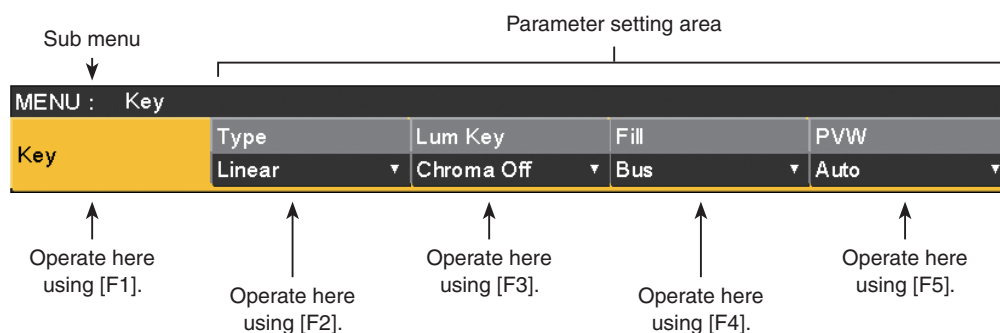 Parameter setting area
Sub menu
MENU : Key
Key
Type
Lum Key
Fill
PVW
Linear ▼
Chroma Off ▼
Bus ▼
Auto ▼
Operate here
using [F1].
Operate here
using [F2].
Operate here
using [F3].
Operate here
using [F4].
Operate here
using [F5].